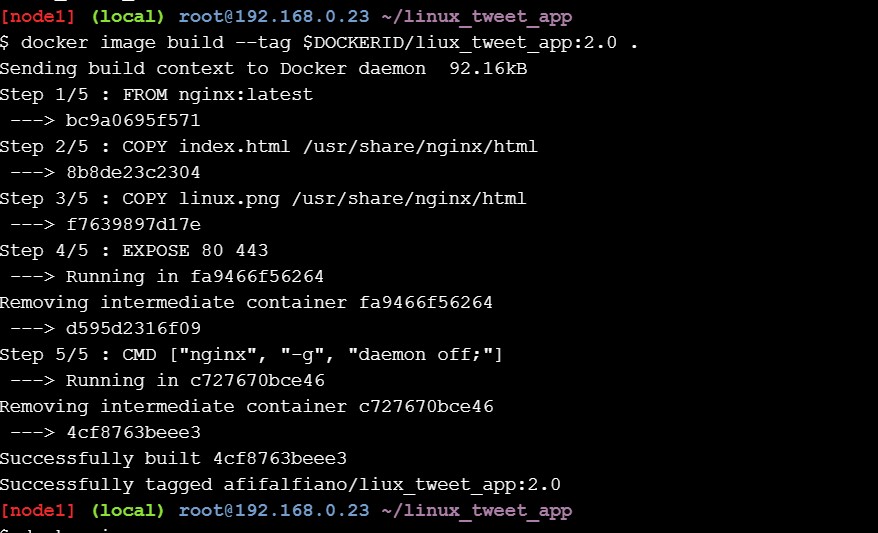 [node1] (local) root@192.168.0.23 ~/linux_tweet_app
$ docker image build --tag $DOCKERID/liux_tweet_app:2.0 .
Sending build context to Docker daemon  92.16kB
Step 1/5 : FROM nginx:latest
 ---> bc9a0695f571
Step 2/5 : COPY index.html /usr/share/nginx/html
 ---> 8b8de23c2304
Step 3/5 : COPY linux.png /usr/share/nginx/html
 ---> f7639897d17e
Step 4/5 : EXPOSE 80 443
 ---> Running in fa9466f56264
Removing intermediate container fa9466f56264
 ---> d595d2316f09
Step 5/5 : CMD ["nginx", "-g", "daemon off;"]
 ---> Running in c727670bce46
Removing intermediate container c727670bce46
 ---> 4cf8763beee3
Successfully built 4cf8763beee3
Successfully tagged afifalfiano/liux_tweet_app:2.0
[node1] (local) root@192.168.0.23 ~/linux_tweet_app